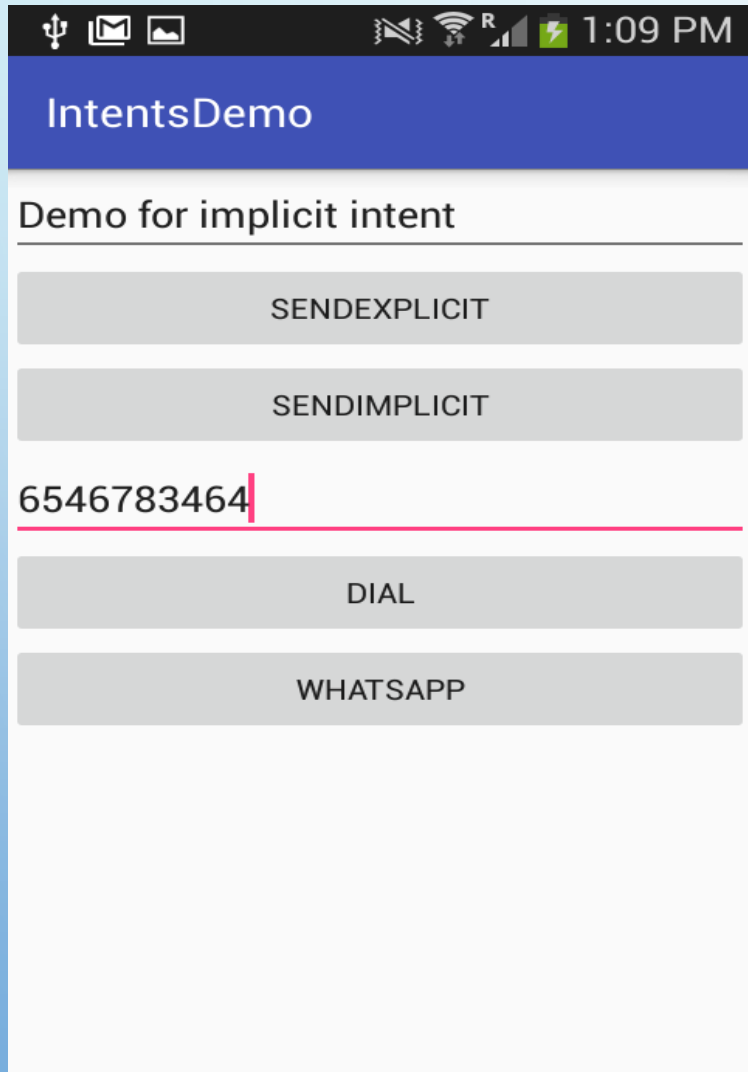 R 1:09 PM
IntentsDemo
Demo for implicit intent
SENDEXPLICIT
SENDIMPLICIT
6546783464
DIAL
WHATSAPP